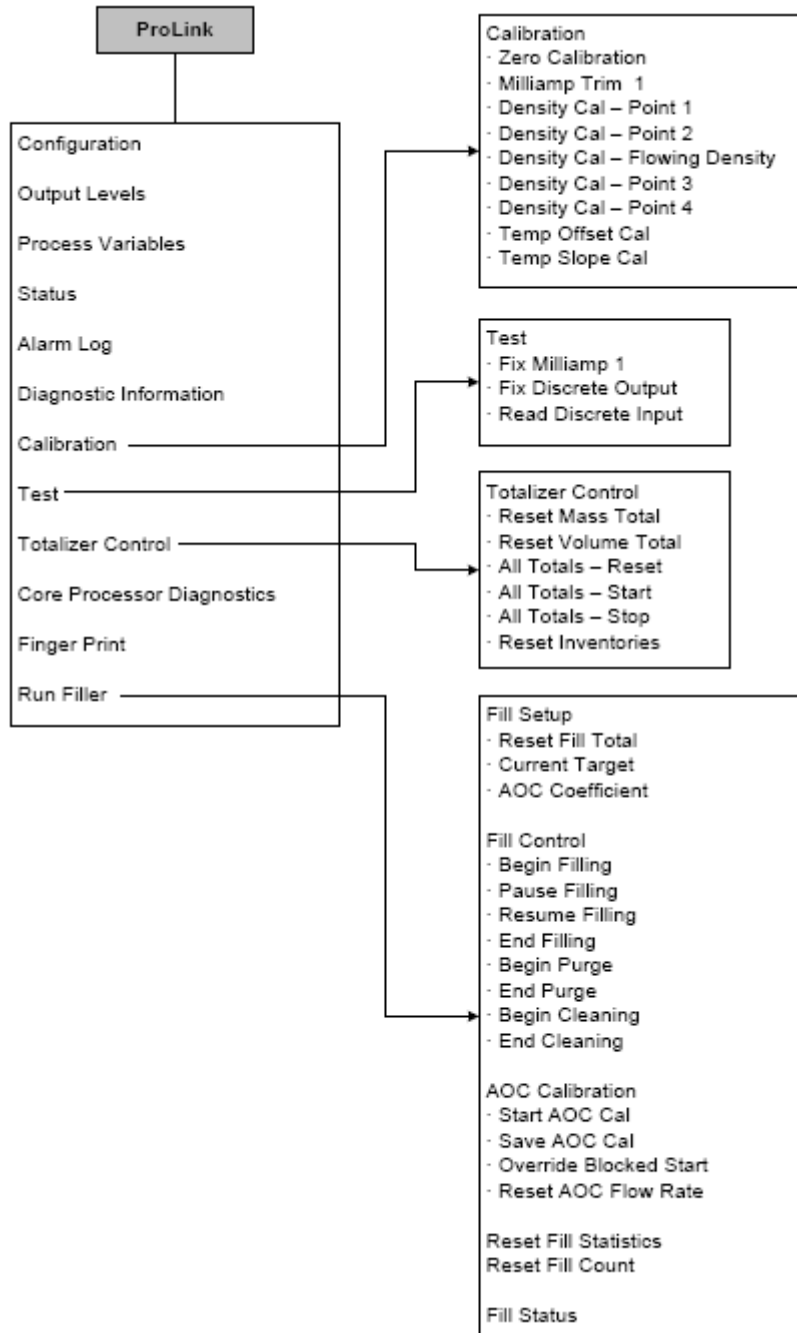 ProLink
Configuration
Output Levels
Process Variables
Status
Alarm Log
Diagnostic Information
Calibration
Test
Totalizer Control
Core Processor Diagnostics
Finger Print
Run Filler
Calibration
· Zero Calibration
· Milliamp Trim 1
· Density Cal – Point 1
· Density Cal – Point 2
· Density Cal – Flowing Density
· Density Cal – Point 3
· Density Cal – Point 4
· Temp Offset Cal
· Temp Slope Cal
Test
· Fix Milliamp 1
· Fix Discrete Output
· Read Discrete Input
Totalizer Control
· Reset Mass Total
· Reset Volume Total
· All Totals – Reset
· All Totals – Start
· All Totals – Stop
· Reset Inventories
Fill Setup
· Reset Fill Total
· Current Target
· AOC Coefficient
Fill Control
· Begin Filling
· Pause Filling
· Resume Filling
· End Filling
· Begin Purge
· End Purge
· Begin Cleaning
· End Cleaning
AOC Calibration
· Start AOC Cal
· Save AOC Cal
· Override Blocked Start
· Reset AOC Flow Rate
Reset Fill Statistics
Reset Fill Count
Fill Status